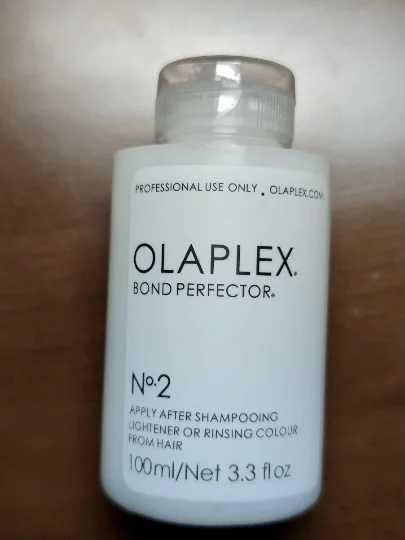 PROFESSIONAL USE ONLY . OLAPLEX.COM
OLAPLEX.
BOND PERFECTOR®
Nº.2
APPLY AFTER SHAMPOOING
LIGHTENER OR RINSING COLOUR
FROM HAIR
100ml/Net 3.3 fl oz